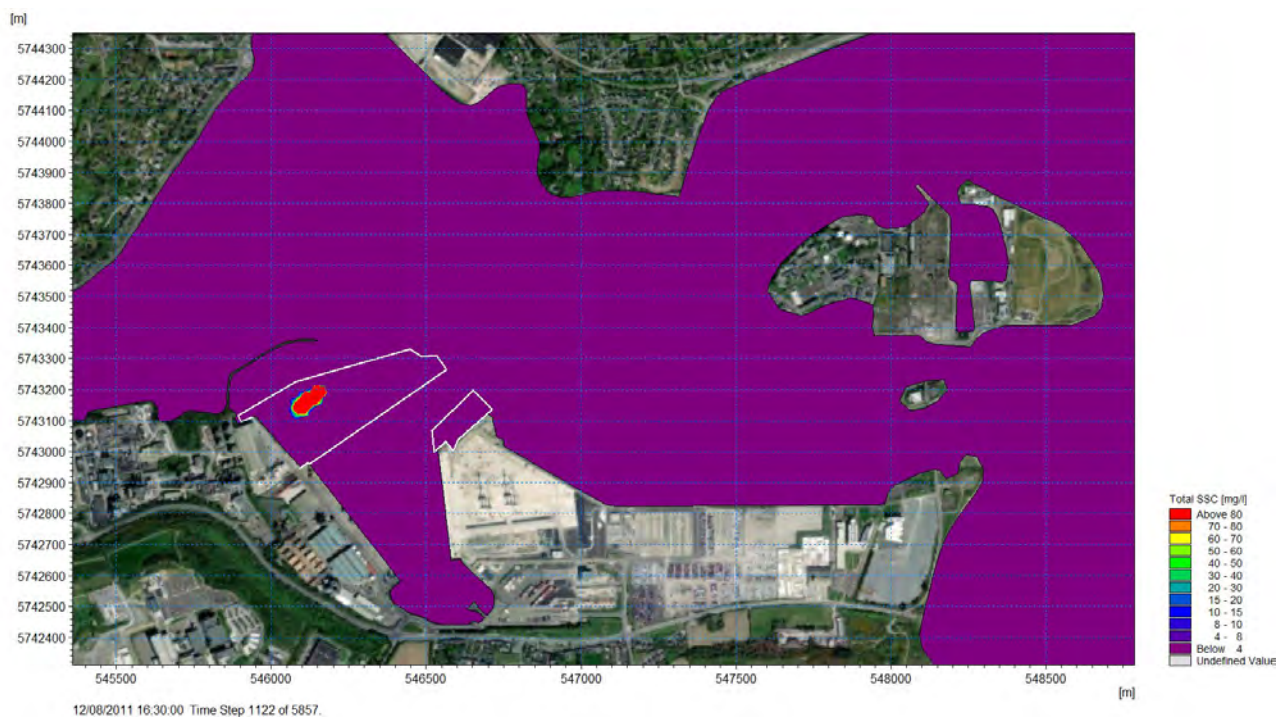 [m]
5744300
5744200
5744100
5744000
5743900
5743800
5743700
5743600
5743500
5743400
5743300
5743200
5743100
5743000
5742900
5742800
5742700
5742600
5742500
5742400
545500 546000 546500 547000 547500 548000 548500
[m]
Total SSC [mg/l]
Above 80
70 - 80
60 - 70
50 - 60
40 - 50
30 - 40
20 - 30
15 - 20
10 - 15
8 - 10
4 - 8
Below 4
Undefined Value
12/08/2011 16:30:00 Time Step 1122 of 5857.